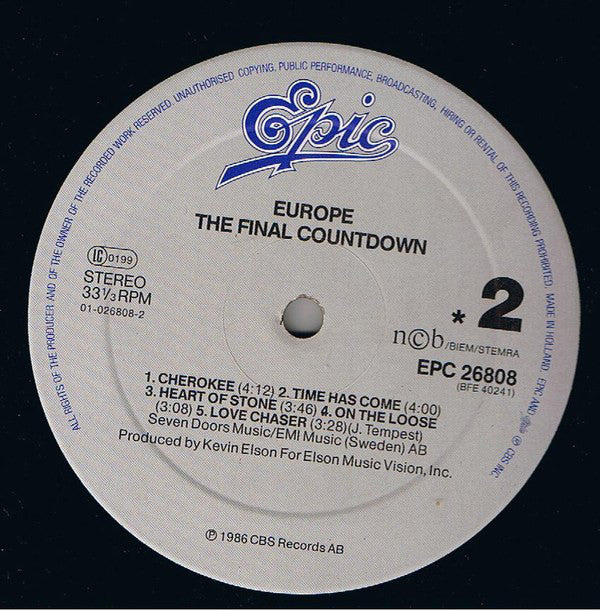 ALL RIGHTS OF THE PRODUCER AND OF THE OWNER OF THE RECORDED WORK RESERVED. UNAUTHORISED COPYING, PUBLIC PERFORMANCE, BROADCASTING, HIRING OR RENTAL OF THIS RECORDING PROHIBITED. MADE IN HOLLAND. EPIC AND Epic ℗ CBS INC.
Epic
EUROPE
THE FINAL COUNTDOWN
LC 0199
STEREO
33⅓ RPM
01-026808-2
* 2
n©b/BIEM/STEMRA
EPC 26808
(BFE 40241)
1. CHEROKEE (4:12) 2. TIME HAS COME (4:00)
3. HEART OF STONE (3:46) 4. ON THE LOOSE
(3:08) 5. LOVE CHASER (3:28)(J. Tempest)
Seven Doors Music/EMI Music (Sweden) AB
Produced by Kevin Elson For Elson Music Vision, Inc.
℗ 1986 CBS Records AB